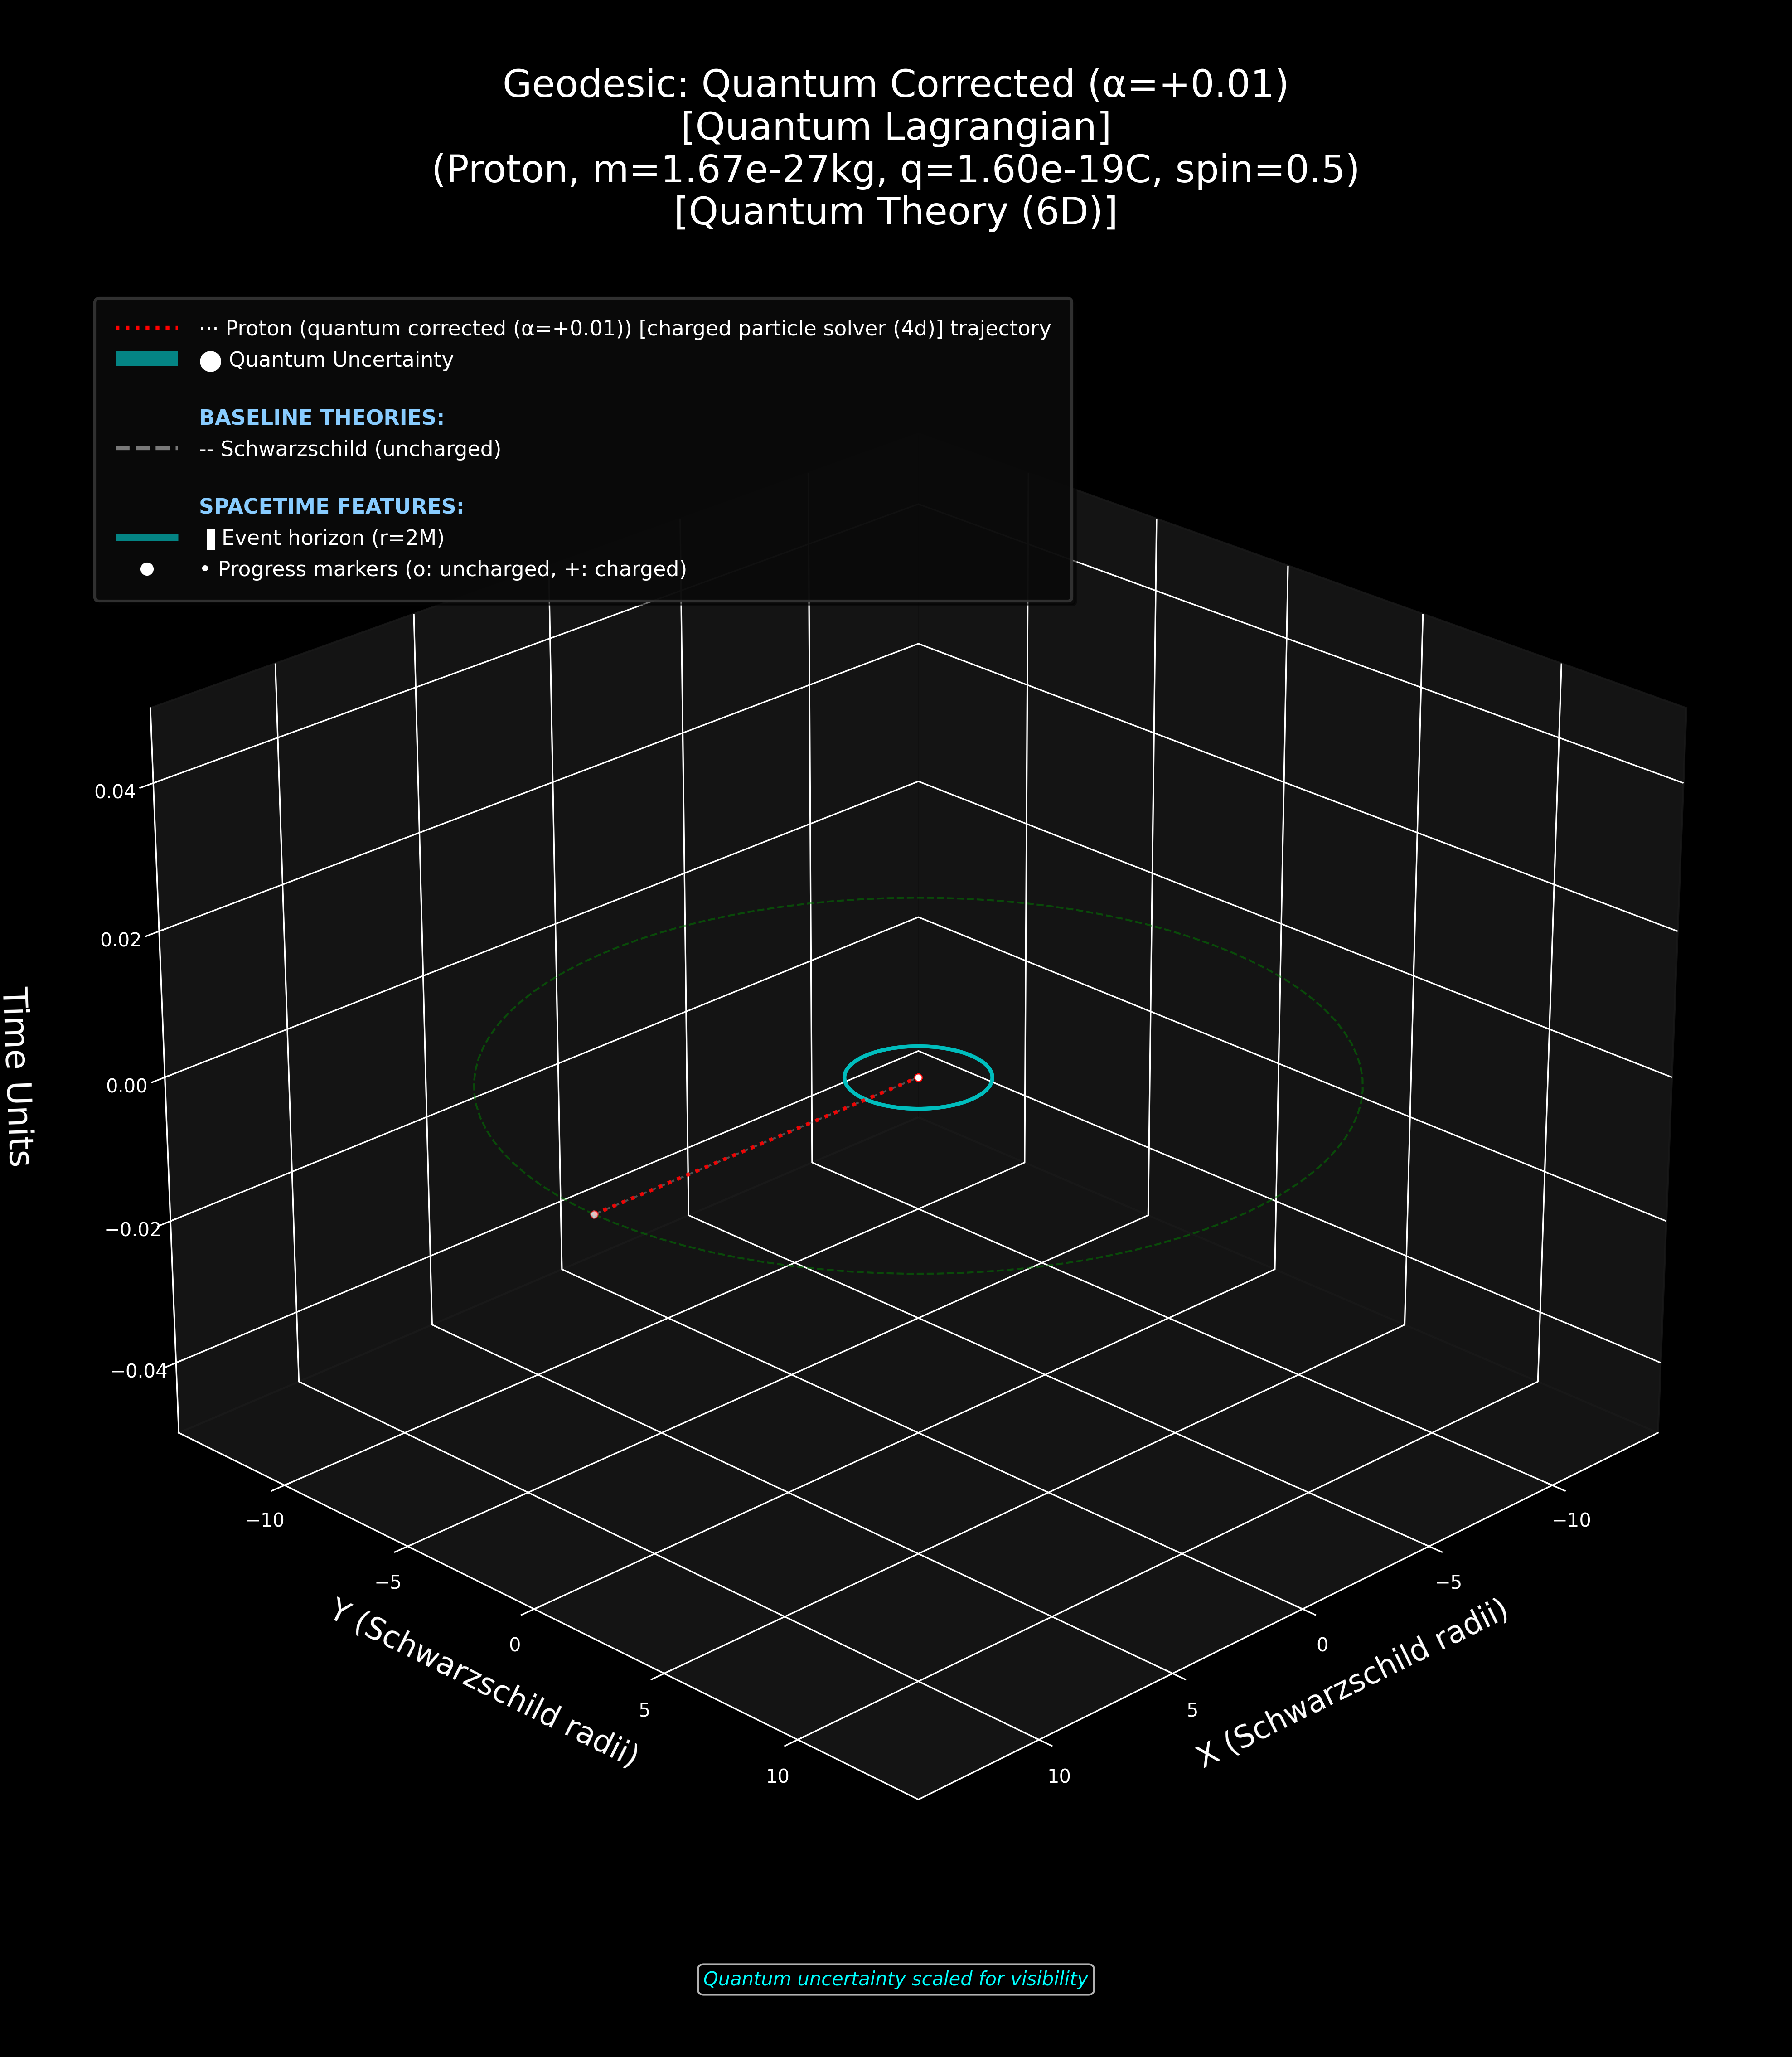 Geodesic: Quantum Corrected (α=+0.01)
[Quantum Lagrangian]
(Proton, m=1.67e-27kg, q=1.60e-19C, spin=0.5)
[Quantum Theory (6D)]
··· Proton (quantum corrected (α=+0.01)) [charged particle solver (4d)] trajectory
⬤ Quantum Uncertainty
BASELINE THEORIES:
-- Schwarzschild (uncharged)
SPACETIME FEATURES:
▐ Event horizon (r=2M)
• Progress markers (o: uncharged, +: charged)
0.04
0.02
0.00
−0.02
−0.04
Time Units
−10
−5
0
5
10
Y (Schwarzschild radii)
−10
−5
0
5
10
X (Schwarzschild radii)
Quantum uncertainty scaled for visibility